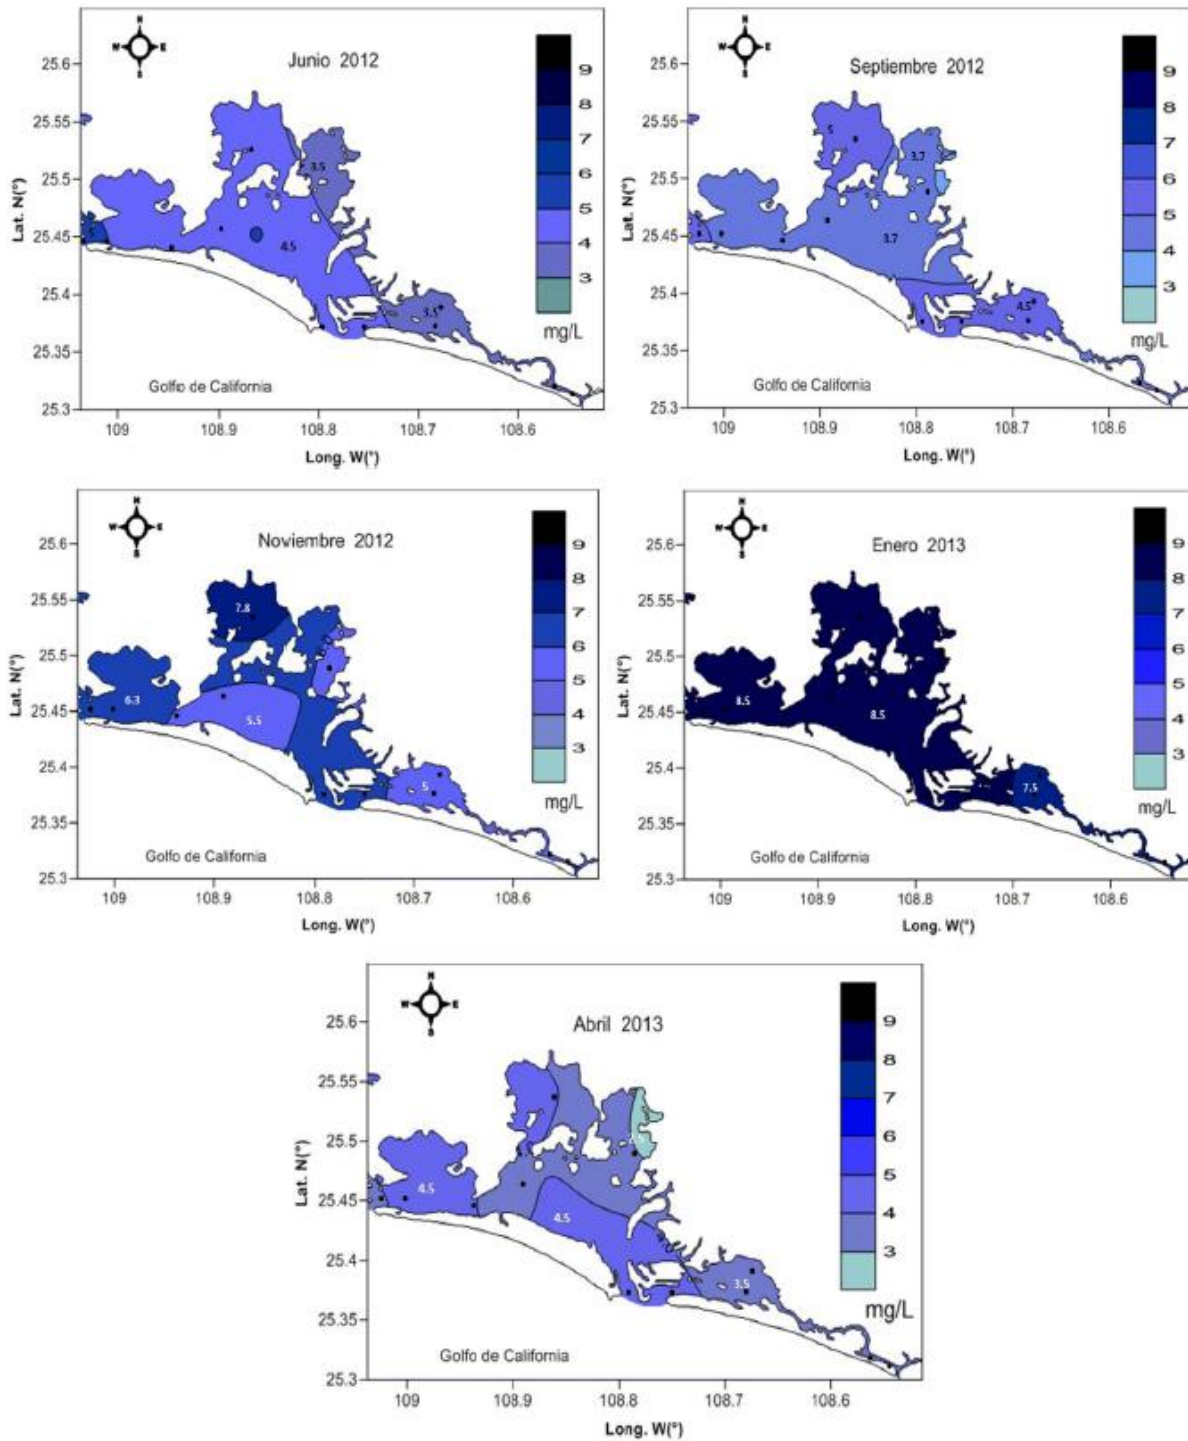 N
W E
S
Junio 2012
25.6
25.55
25.5
25.45
25.4
25.35
25.3
Lat. N(°)
3.5
5
4.5
3.5
Golfo de California
109 108.9 108.8 108.7 108.6
Long. W(°)
9
8
7
6
5
4
3
mg/L
N
W E
S
Septiembre 2012
25.6
25.55
25.5
25.45
25.4
25.35
25.3
Lat. N(°)
5
3.7
3.7
4.5
Golfo de California
109 108.9 108.8 108.7 108.6
Long. W(°)
9
8
7
6
5
4
3
mg/L
N
W E
S
Noviembre 2012
25.6
25.55
25.5
25.45
25.4
25.35
25.3
Lat. N(°)
7.8
6.3
5.5
5
Golfo de California
109 108.9 108.8 108.7 108.6
Long. W(°)
9
8
7
6
5
4
3
mg/L
N
W E
S
Enero 2013
25.6
25.55
25.5
25.45
25.4
25.35
25.3
Lat. N(°)
8.5
8.5
7.5
Golfo de California
109 108.9 108.8 108.7 108.6
Long. W(°)
9
8
7
6
5
4
3
mg/L
N
W E
S
Abril 2013
25.6
25.55
25.5
25.45
25.4
25.35
25.3
Lat. N(°)
4.5
4.5
3.5
Golfo de California
109 108.9 108.8 108.7 108.6
Long. W(°)
9
8
7
6
5
4
3
mg/L